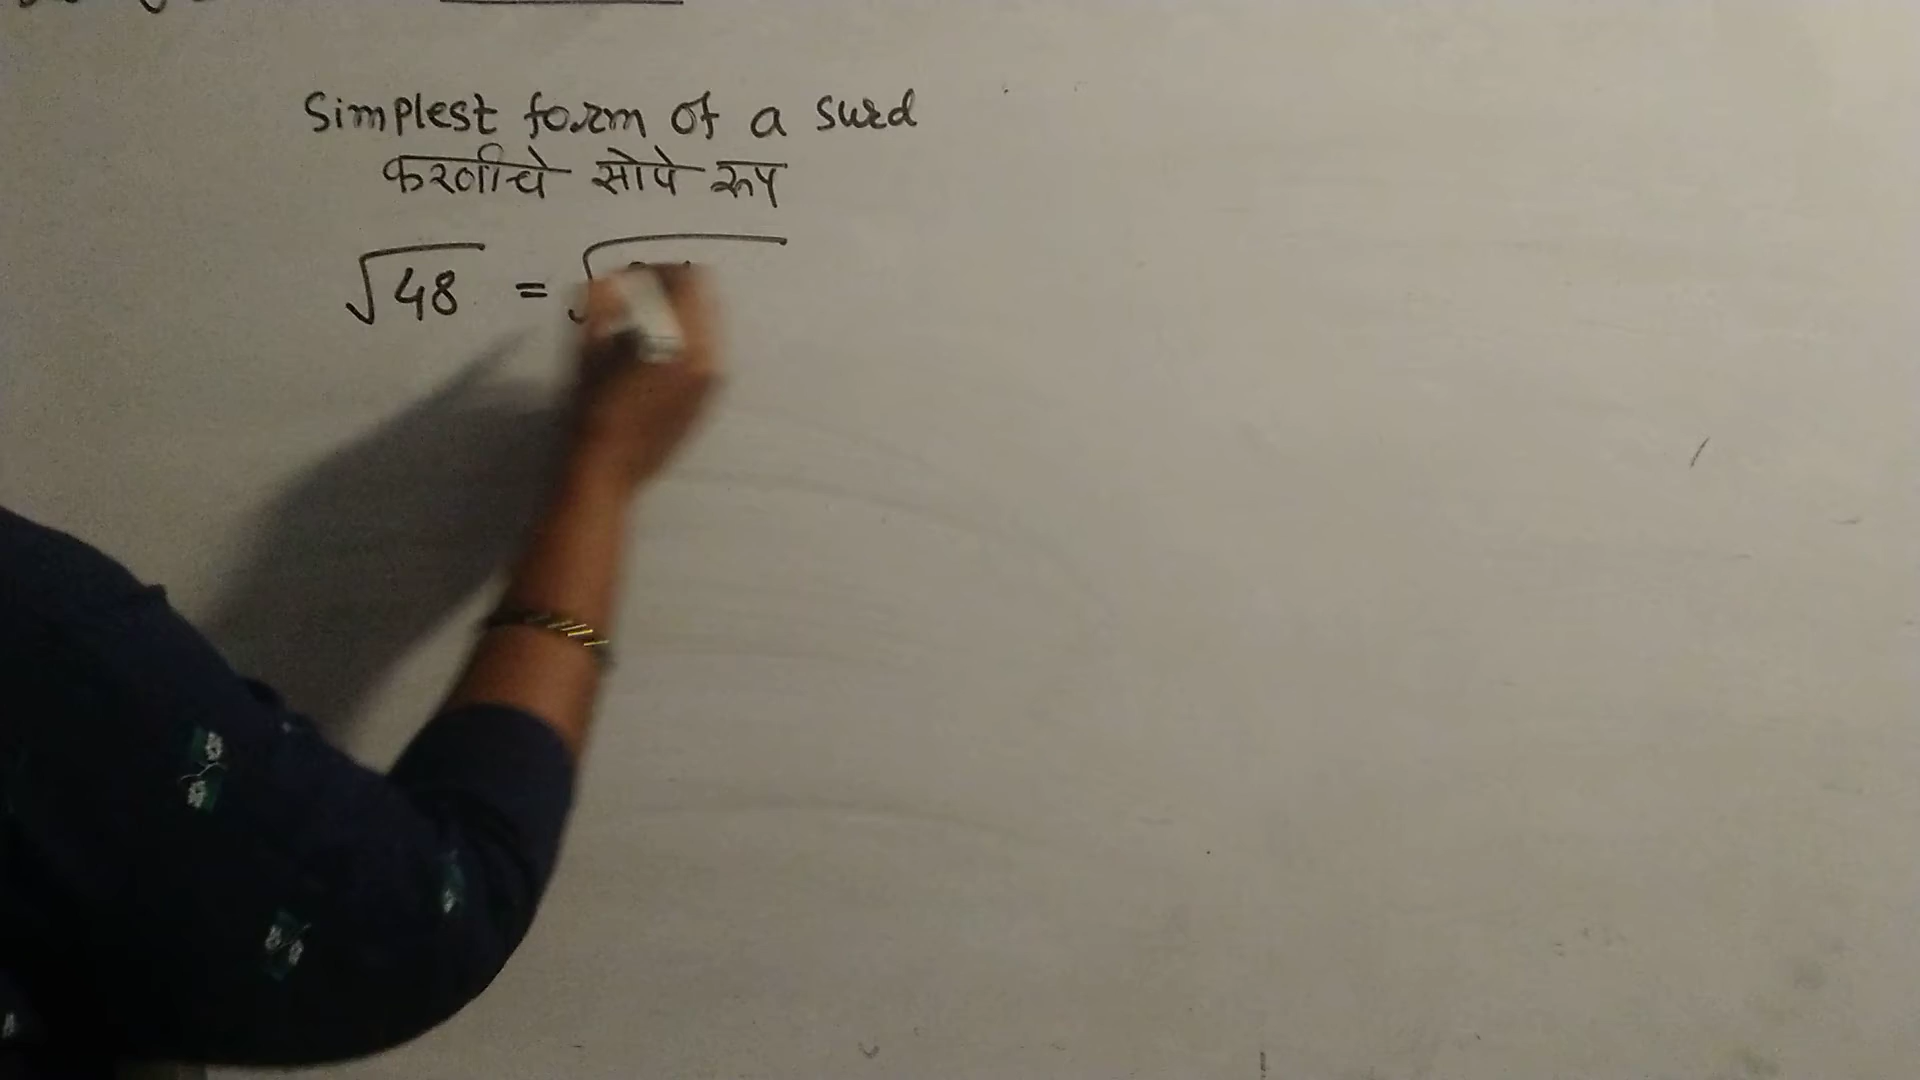 Simplest form of a surd
करणीचे सोपे रूप
√48 = √